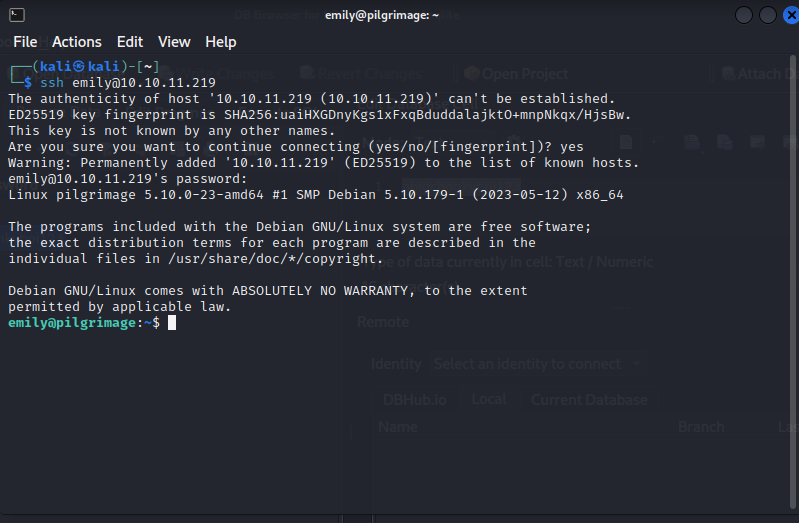 emily@pilgrimage: ~
File Actions Edit View Help
┌──(kali㉿kali)-[~]
└─$ ssh emily@10.10.11.219
The authenticity of host '10.10.11.219 (10.10.11.219)' can't be established.
ED25519 key fingerprint is SHA256:uaiHXGDnyKgs1xFxqBduddalajktO+mnpNkqx/HjsBw.
This key is not known by any other names.
Are you sure you want to continue connecting (yes/no/[fingerprint])? yes
Warning: Permanently added '10.10.11.219' (ED25519) to the list of known hosts.
emily@10.10.11.219's password:
Linux pilgrimage 5.10.0-23-amd64 #1 SMP Debian 5.10.179-1 (2023-05-12) x86_64
The programs included with the Debian GNU/Linux system are free software;
the exact distribution terms for each program are described in the
individual files in /usr/share/doc/*/copyright.
Debian GNU/Linux comes with ABSOLUTELY NO WARRANTY, to the extent
permitted by applicable law.
emily@pilgrimage:~$
Revert Changes
Open Project
Attach Da
type of data currently in cell: Text / Numeric
Remote
Identity Select an identity to connect
DBHub.io Local Current Database
Name Branch Las